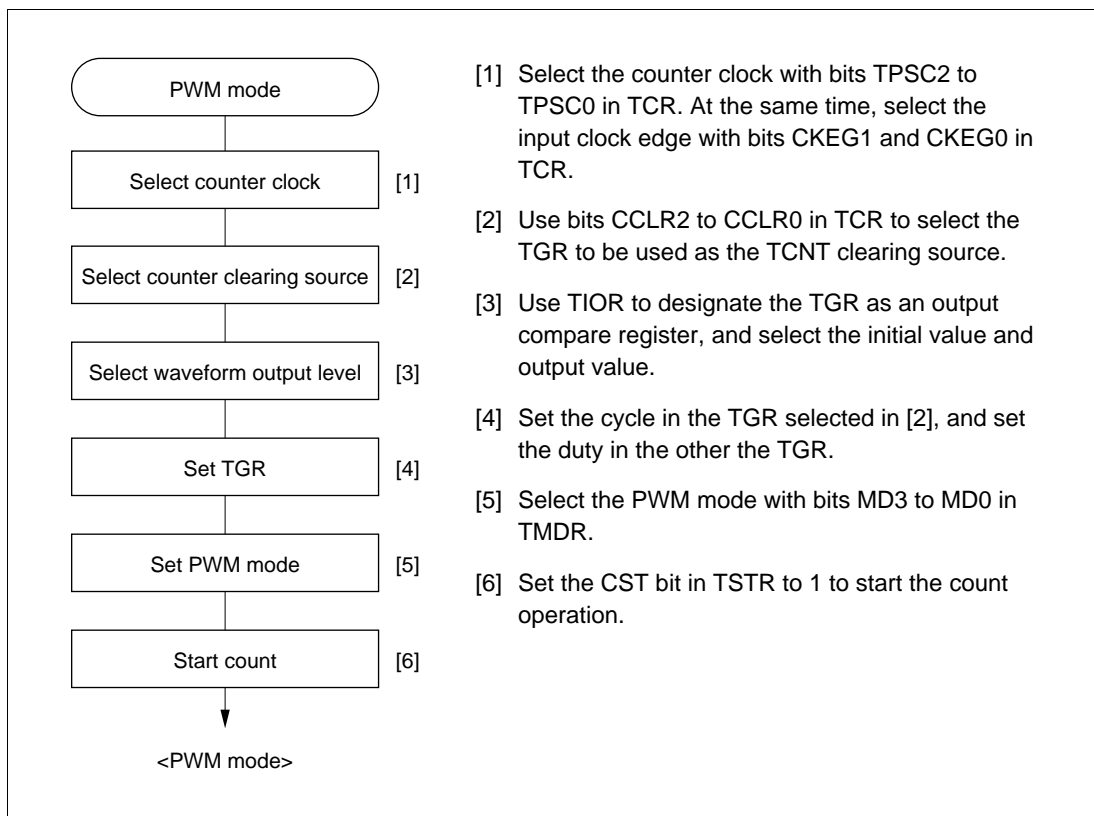 PWM mode
Select counter clock [1]
Select counter clearing source [2]
Select waveform output level [3]
Set TGR [4]
Set PWM mode [5]
Start count [6]
<PWM mode>
[1] Select the counter clock with bits TPSC2 to
TPSC0 in TCR. At the same time, select the
input clock edge with bits CKEG1 and CKEG0 in
TCR.
[2] Use bits CCLR2 to CCLR0 in TCR to select the
TGR to be used as the TCNT clearing source.
[3] Use TIOR to designate the TGR as an output
compare register, and select the initial value and
output value.
[4] Set the cycle in the TGR selected in [2], and set
the duty in the other the TGR.
[5] Select the PWM mode with bits MD3 to MD0 in
TMDR.
[6] Set the CST bit in TSTR to 1 to start the count
operation.